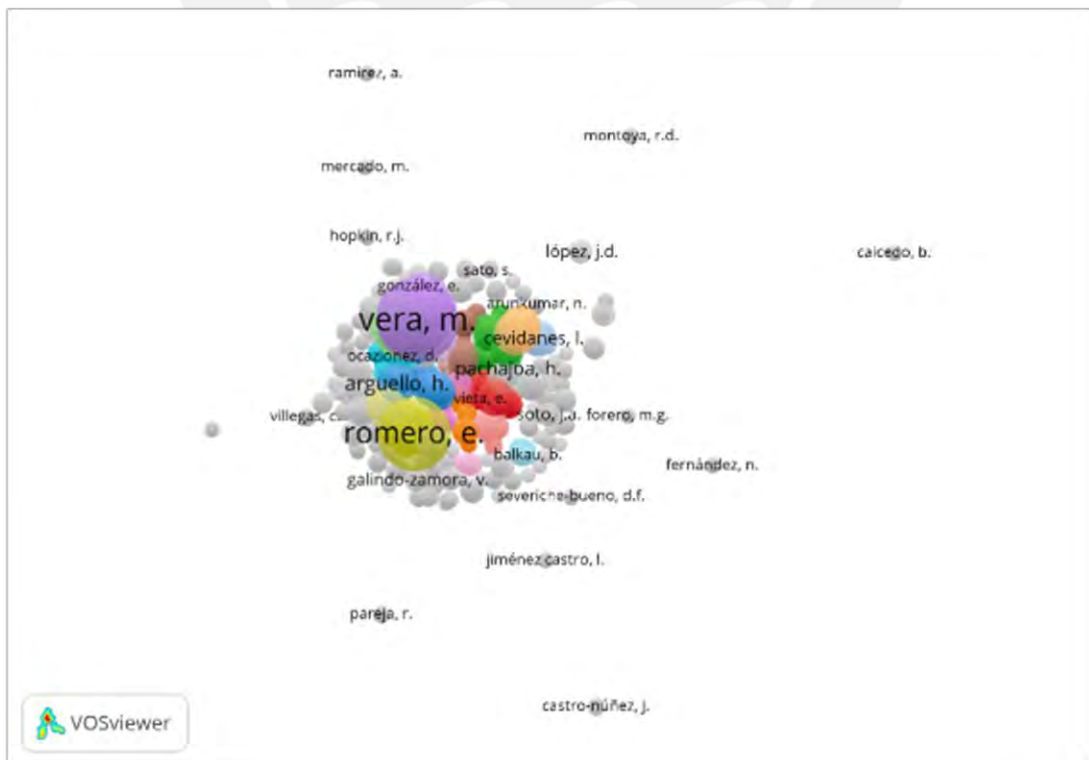 ramirez, a.
montoya, r.d.
mercado, m.
hopkin, r.j.
lópez, j.d.
caicedo, b.
sato, s.
gonzález, e.
arunkumar, n.
vera, m.
cevidanes, l.
ocazionez, d.
pachajoa, h.
arguello, h.
vieta, e.
villegas, c.
soto, j.a.
forero, m.g.
romero, e.
balkau, b.
fernández, n.
galindo-zamora, v.
severiche-bueno, d.f.
jiménez castro, l.
pareja, r.
castro-núñez, j.
VOSviewer